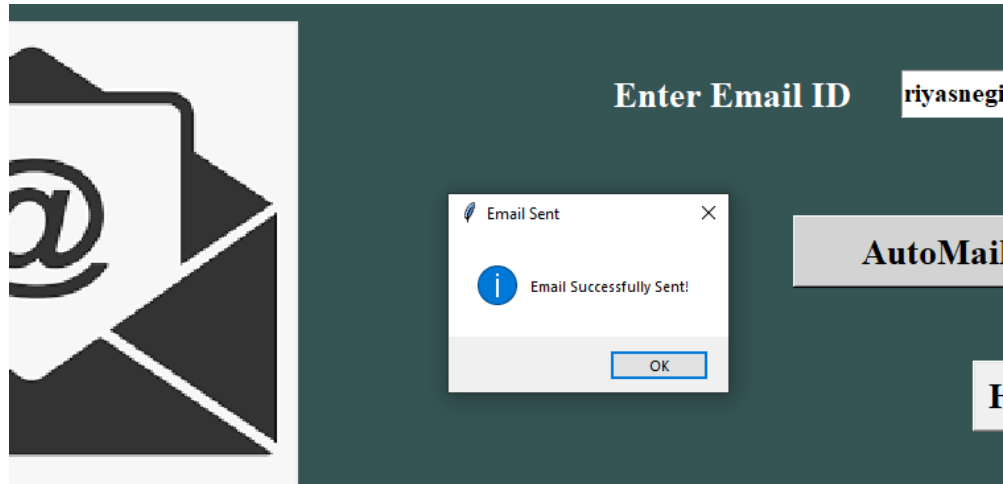 Enter Email ID
riyasnegi
Email Sent
Email Successfully Sent!
OK
AutoMail
H